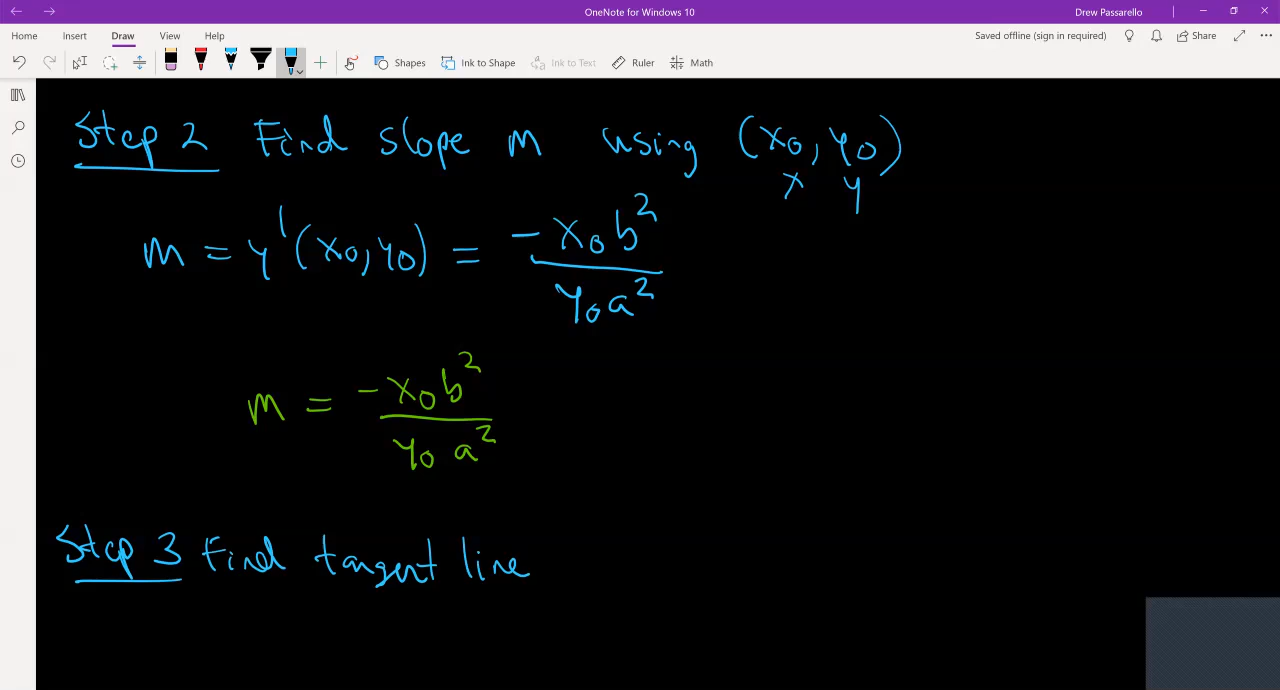 OneNote for Windows 10
Drew Passarello
Home Insert Draw View Help
Saved offline (sign in required) Share
Shapes Ink to Shape Ink to Text Ruler Math
Step 2 Find slope m using (x₀, y₀)
x y
m = y'(x₀, y₀) = -x₀b² / y₀a²
m = -x₀b² / y₀a²
Step 3 Find tangent line